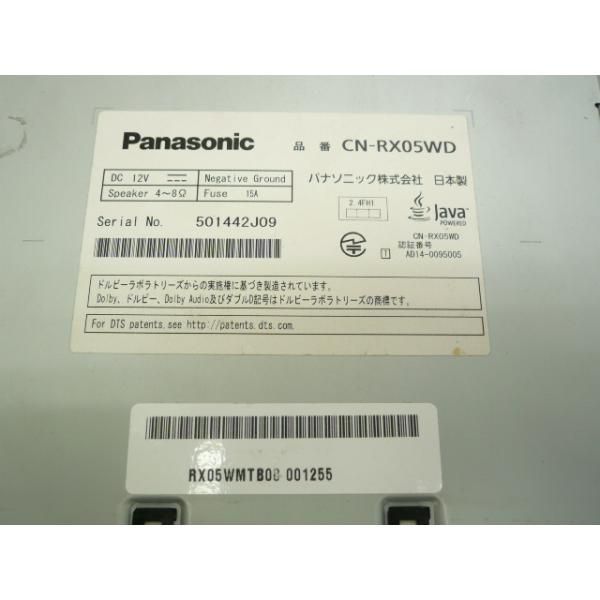 Panasonic 品番 CN-RX05WD
DC 12V Negative Ground
Speaker 4～8Ω Fuse 15A
パナソニック株式会社 日本製
Serial No. 501442J09
2.4FH1
Java
POWERED
CN-RX05WD
認証番号
T AD14-0095005
ドルビーラボラトリーズからの実施権に基づき製造されています。
Dolby、ドルビー、Dolby Audio及びダブルD記号はドルビーラボラトリーズの商標です。
For DTS patents,see http://patents.dts.com.
RX05WMTB08 001255